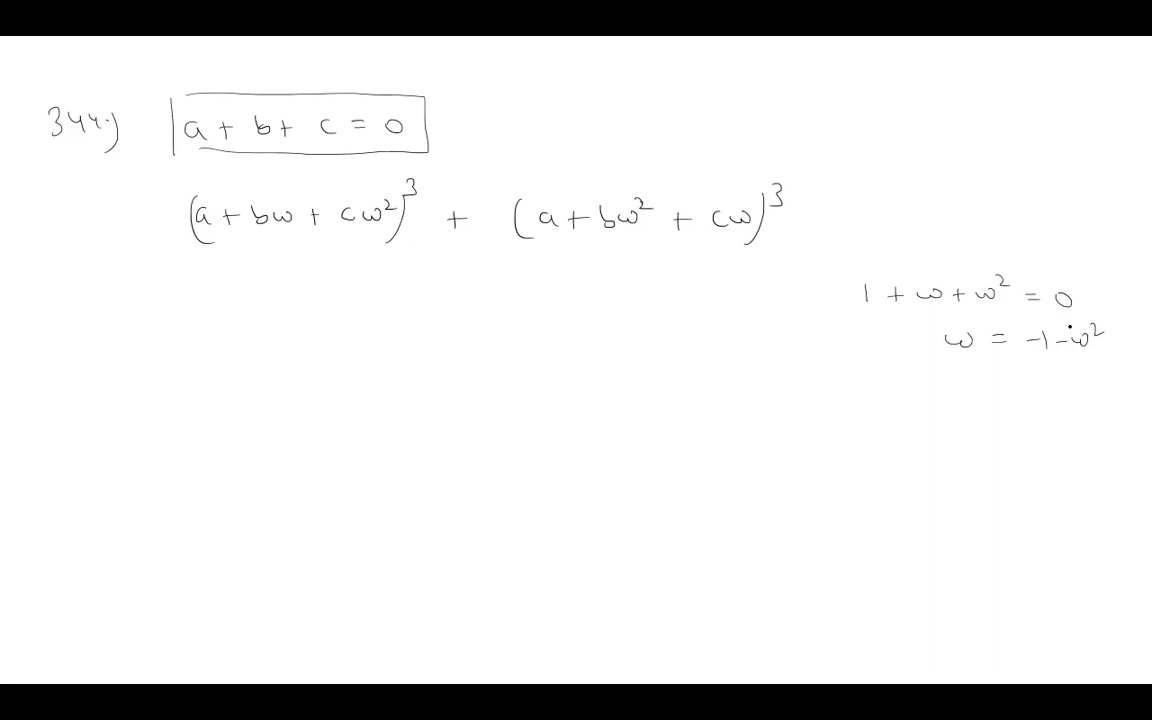 344.) a + b + c = 0
(a + bω + cω²)³ + (a + bω² + cω)³
1 + ω + ω² = 0
ω = -1-ω²